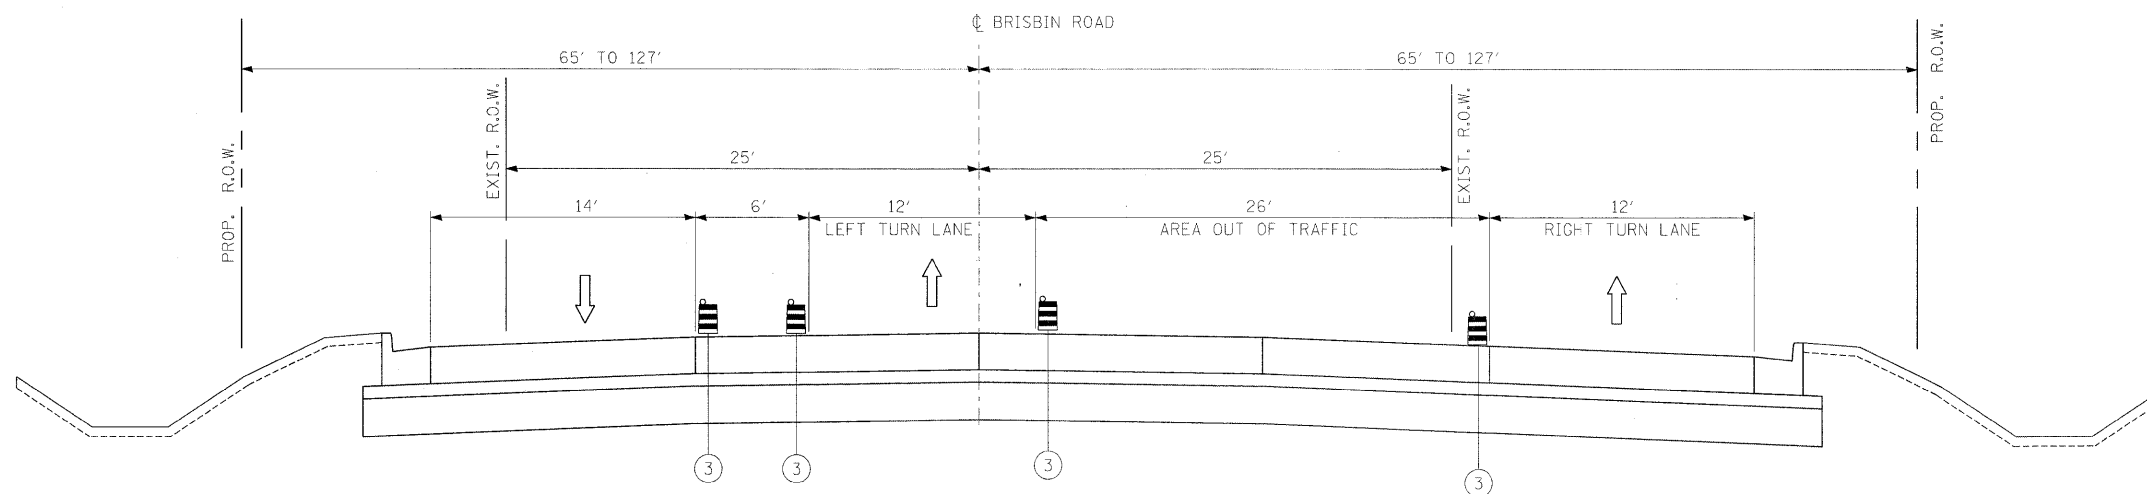 ℄ BRISBIN ROAD
65' TO 127'
65' TO 127'
PROP. R.O.W.
EXIST. R.O.W.
EXIST. R.O.W.
PROP. R.O.W.
25'
25'
14'
6'
12'
26'
12'
LEFT TURN LANE
AREA OUT OF TRAFFIC
RIGHT TURN LANE
3
3
3
3